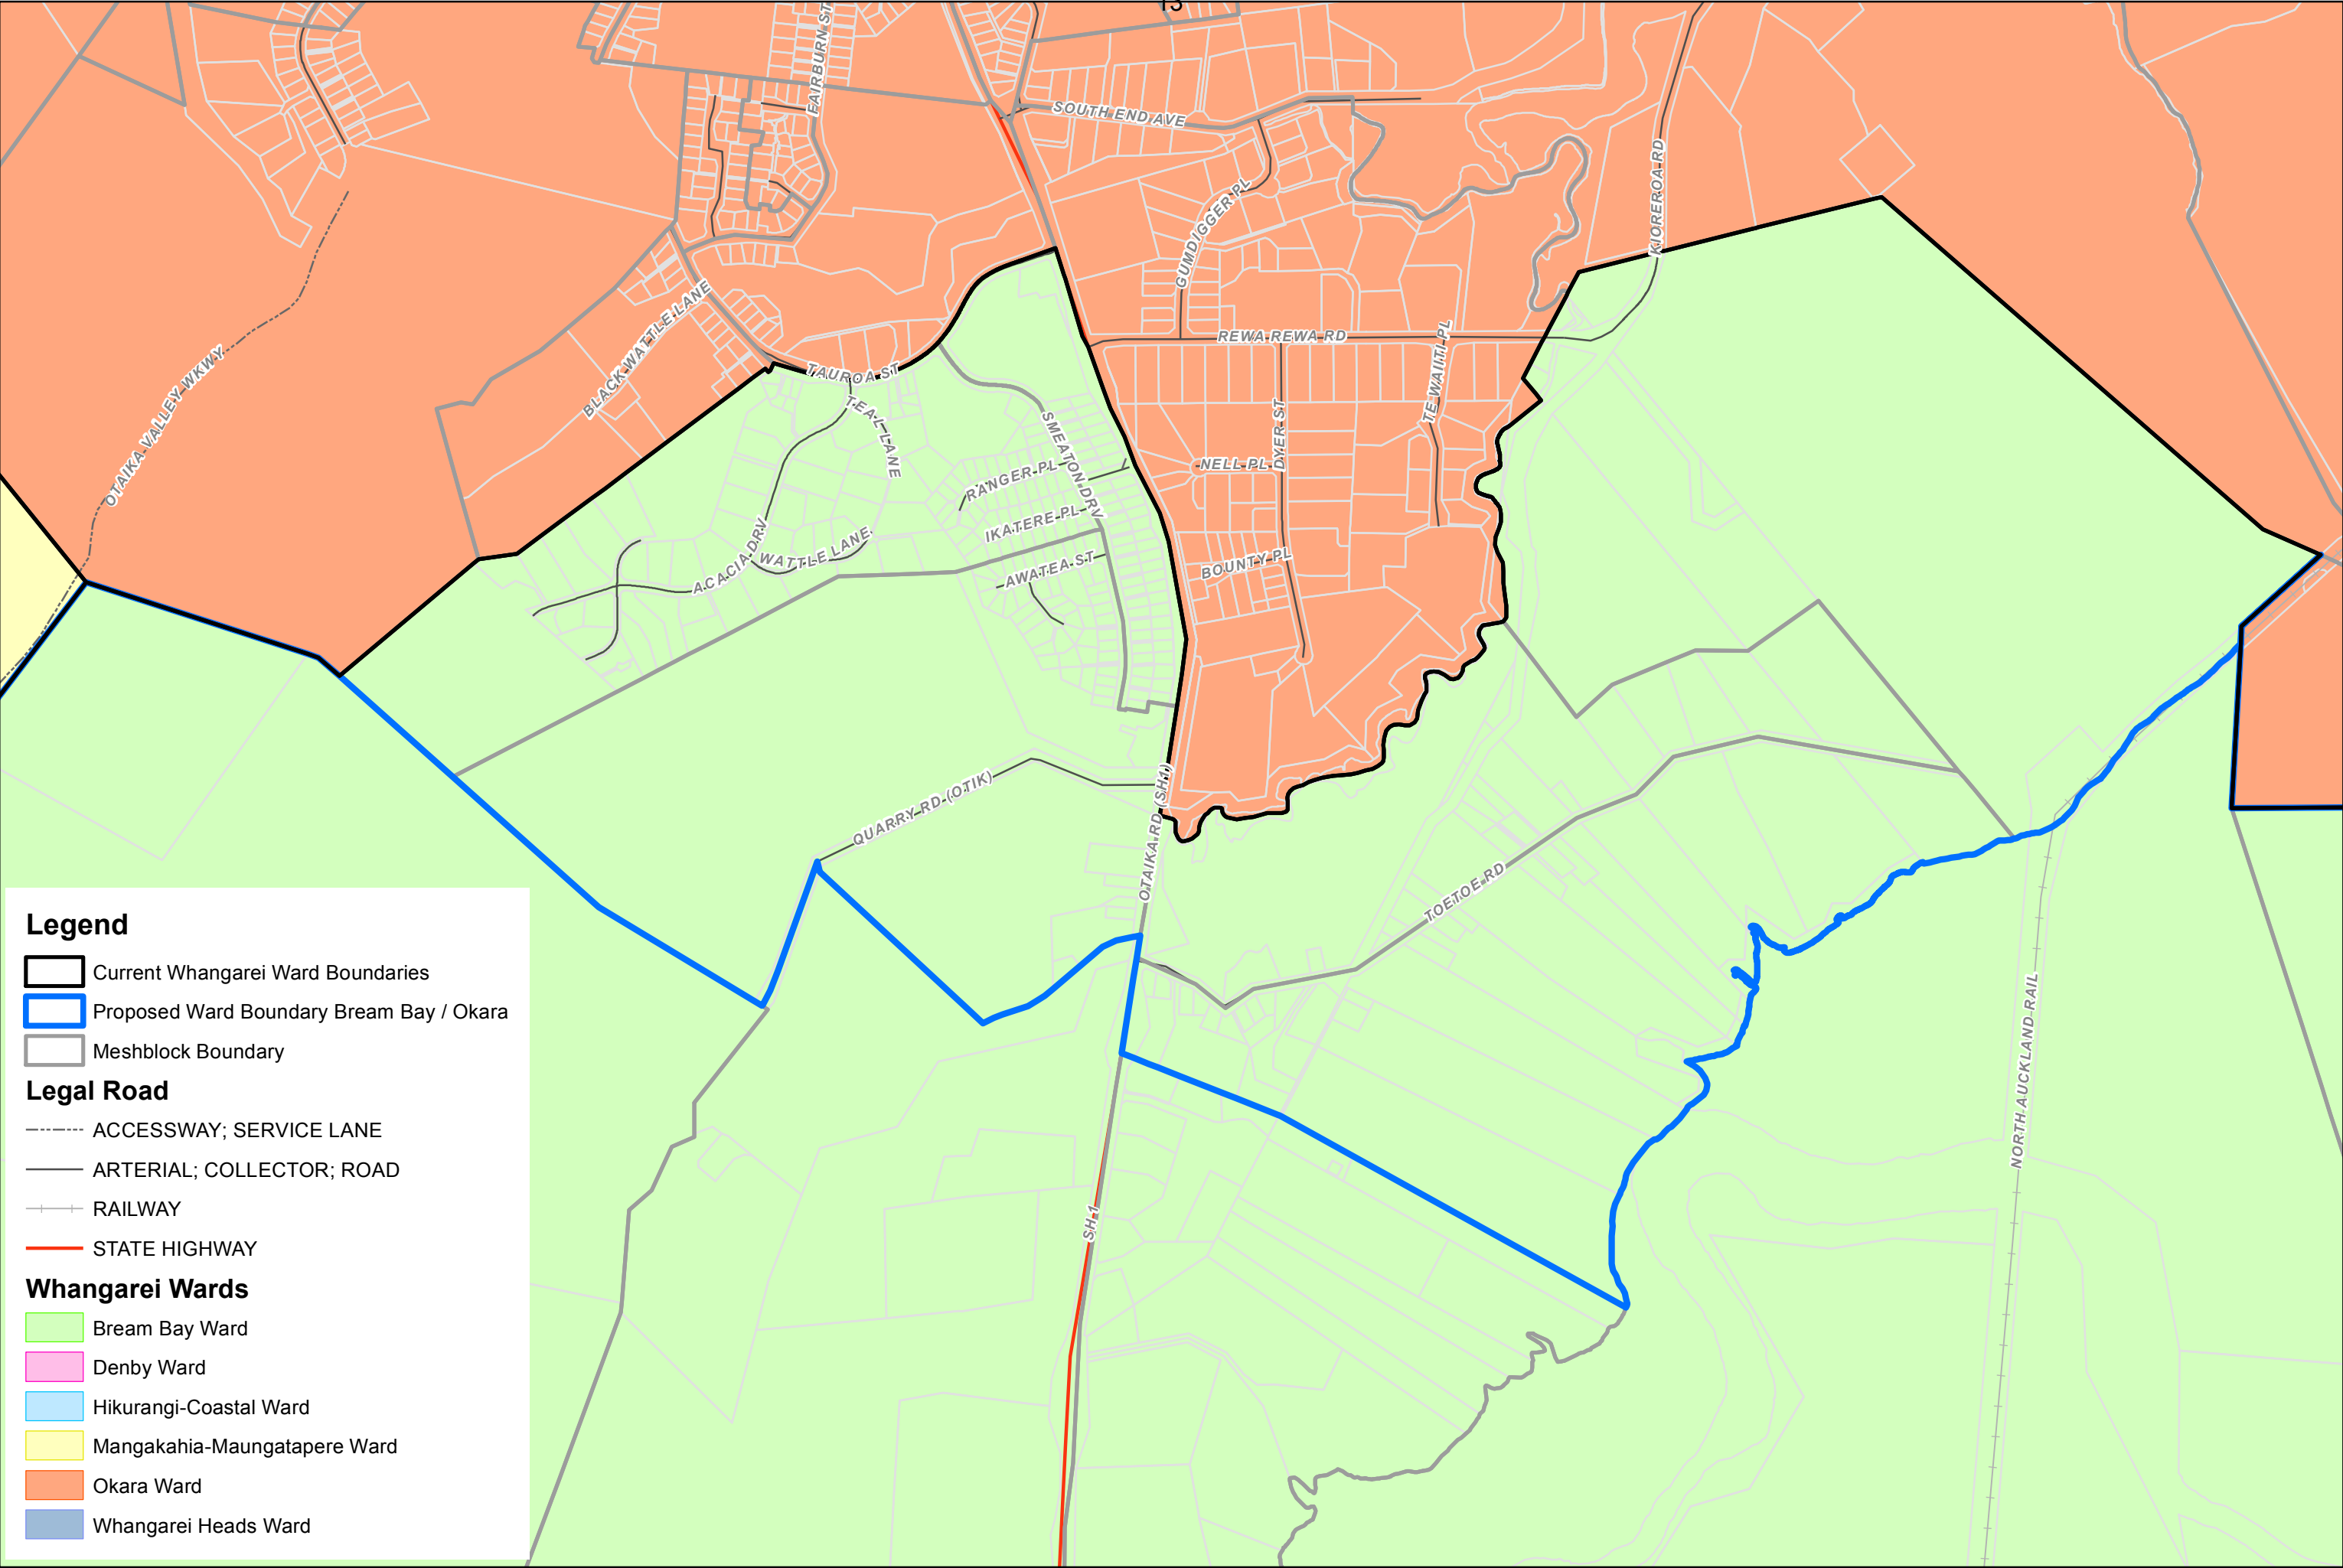 13
FAIRBURN ST
SOUTH END AVE
KIOREROA RD
GUMDIGGER PL
OTAIKA VALLEY WKWY
BLACK WATTLE LANE
TAUROA ST
TEAL LANE
SMEATON DRV
REWA REWA RD
TE WAIITI PL
DYER ST
NELL PL
RANGER PL
IKATERE PL
AWATEA ST
ACACIA DRV
WATTLE LANE
BOUNTY PL
QUARRY RD (OTIK)
OTAIKA RD (SH1)
TOETOE RD
NORTH AUCKLAND RAIL
SH 1
Legend
Current Whangarei Ward Boundaries
Proposed Ward Boundary Bream Bay / Okara
Meshblock Boundary
Legal Road
ACCESSWAY; SERVICE LANE
ARTERIAL; COLLECTOR; ROAD
RAILWAY
STATE HIGHWAY
Whangarei Wards
Bream Bay Ward
Denby Ward
Hikurangi-Coastal Ward
Mangakahia-Maungatapere Ward
Okara Ward
Whangarei Heads Ward